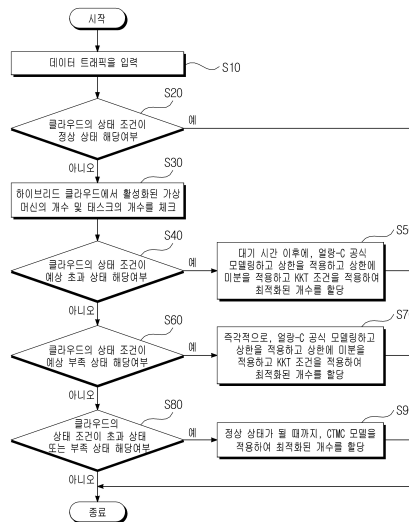 시작
데이터 트래픽을 입력
S10
S20
클라우드의 상태 조건이
정상 상태 해당여부
예
아니오
S30
하이브리드 클라우드에서 활성화된 가상
머신의 개수 및 태스크의 개수를 체크
S40
클라우드의 상태 조건이
예상 초과 상태 해당여부
예
S5
대기 시간 이후에, 얼랑-C 공식
모델링하고 상한을 적용하고 상한에
미분을 적용하고 KKT 조건을 적용하여
최적화된 개수를 할당
아니오
S60
클라우드의 상태 조건이
예상 부족 상태 해당여부
예
S7
즉각적으로, 얼랑-C 공식 모델링하고
상한을 적용하고 상한에 미분을
적용하고 KKT 조건을 적용하여
최적화된 개수를 할당
아니오
S80
클라우드의
상태 조건이 초과 상태
또는 부족 상태 해당여부
예
S9
정상 상태가 될 때까지, CTMC 모델을
적용하여 최적화된 개수를 할당
아니오
종료